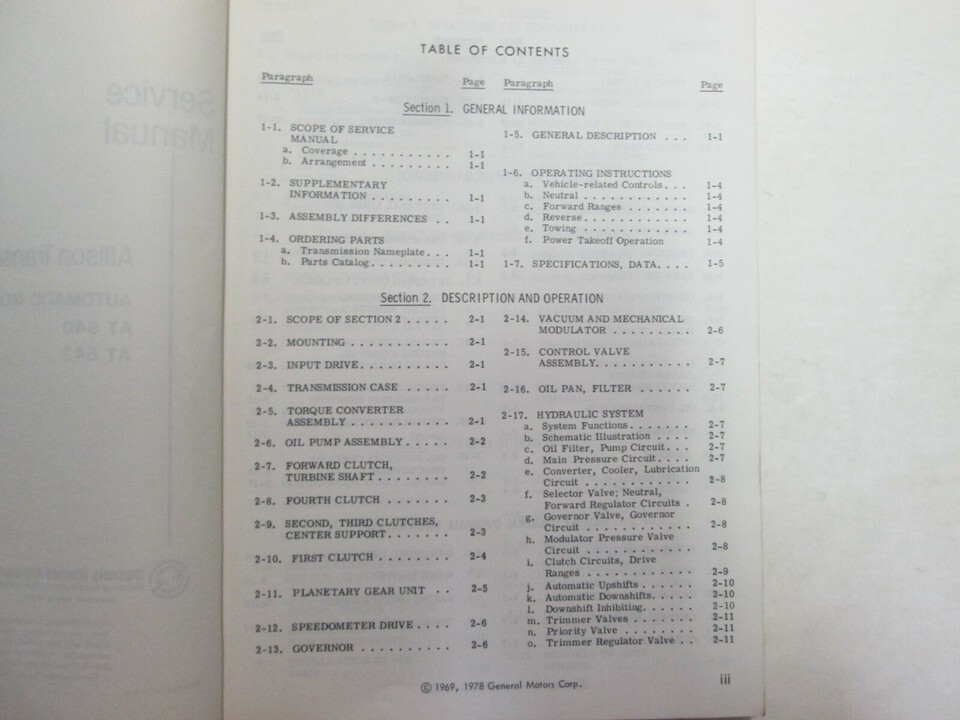 TABLE OF CONTENTS
Paragraph Page
Section 1. GENERAL INFORMATION
1-1. SCOPE OF SERVICE
MANUAL
a. Coverage . . . . . . . . . . . 1-1
b. Arrangement . . . . . . . . . 1-1
1-2. SUPPLEMENTARY
INFORMATION . . . . . . . . . 1-1
1-3. ASSEMBLY DIFFERENCES . . 1-1
1-4. ORDERING PARTS
a. Transmission Nameplate . . . 1-1
b. Parts Catalog . . . . . . . . . 1-1
Paragraph Page
1-5. GENERAL DESCRIPTION . . . 1-1
1-6. OPERATING INSTRUCTIONS
a. Vehicle-related Controls . . . 1-4
b. Neutral . . . . . . . . . . . . 1-4
c. Forward Ranges . . . . . . . 1-4
d. Reverse . . . . . . . . . . . . 1-4
e. Towing . . . . . . . . . . . . 1-4
f. Power Takeoff Operation 1-4
1-7. SPECIFICATIONS, DATA. . . . 1-5
Section 2. DESCRIPTION AND OPERATION
2-1. SCOPE OF SECTION 2 . . . . . 2-1
2-2. MOUNTING . . . . . . . . . . . 2-1
2-3. INPUT DRIVE. . . . . . . . . . 2-1
2-4. TRANSMISSION CASE . . . . . 2-1
2-5. TORQUE CONVERTER
ASSEMBLY . . . . . . . . . . . 2-1
2-6. OIL PUMP ASSEMBLY . . . . . 2-2
2-7. FORWARD CLUTCH,
TURBINE SHAFT . . . . . . . . 2-2
2-8. FOURTH CLUTCH . . . . . . . 2-3
2-9. SECOND, THIRD CLUTCHES,
CENTER SUPPORT . . . . . . . 2-3
2-10. FIRST CLUTCH . . . . . . . . 2-4
2-11. PLANETARY GEAR UNIT . . 2-5
2-12. SPEEDOMETER DRIVE . . . . 2-6
2-13. GOVERNOR . . . . . . . . . . 2-6
2-14. VACUUM AND MECHANICAL
MODULATOR . . . . . . . . . 2-6
2-15. CONTROL VALVE
ASSEMBLY. . . . . . . . . . . 2-7
2-16. OIL PAN, FILTER . . . . . . 2-7
2-17. HYDRAULIC SYSTEM
a. System Functions . . . . . . . 2-7
b. Schematic Illustration . . . . 2-7
c. Oil Filter, Pump Circuit . . . 2-7
d. Main Pressure Circuit . . . . 2-7
e. Converter, Cooler, Lubrication
Circuit . . . . . . . . . . . . 2-8
f. Selector Valve; Neutral,
Forward Regulator Circuits . 2-8
g. Governor Valve, Governor
Circuit . . . . . . . . . . . . 2-8
h. Modulator Pressure Valve
Circuit . . . . . . . . . . . . 2-8
i. Clutch Circuits, Drive
Ranges . . . . . . . . . . . . 2-9
j. Automatic Upshifts . . . . . . 2-10
k. Automatic Downshifts. . . . . 2-10
l. Downshift Inhibiting. . . . . . 2-10
m. Trimmer Valves . . . . . . . 2-11
n. Priority Valve . . . . . . . . 2-11
o. Trimmer Regulator Valve . . 2-11
© 1969, 1978 General Motors Corp.
iii
Service
Manual
Allison
AUTOMATIC
AT 540
AT 543